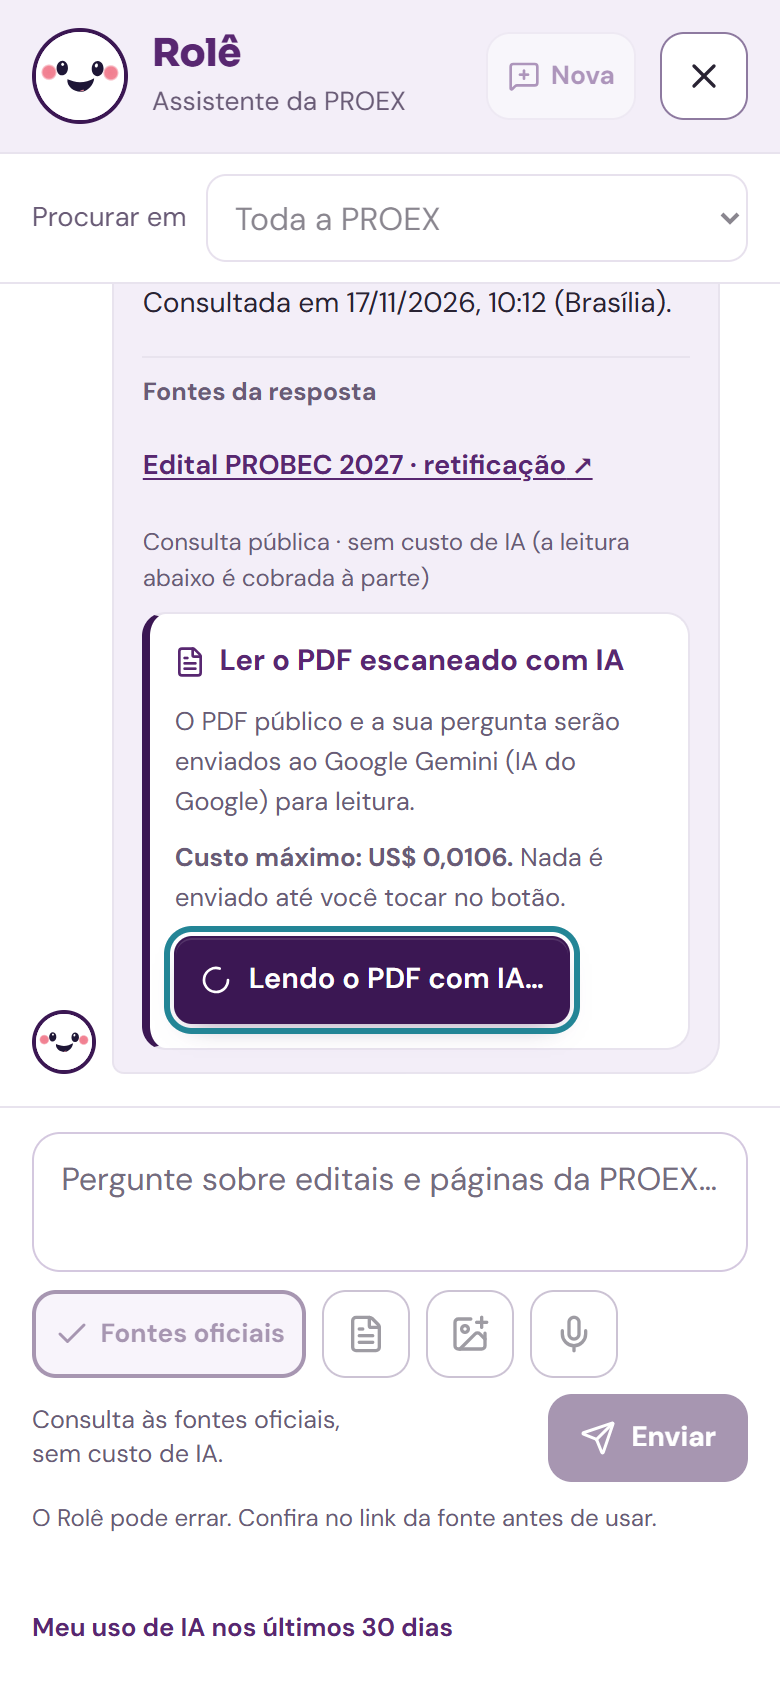 Rolê
Assistente da PROEX
Nova
Procurar em
Toda a PROEX
Consultada em 17/11/2026, 10:12 (Brasília).
Fontes da resposta
Edital PROBEC 2027 · retificação ↗
Consulta pública · sem custo de IA (a leitura
abaixo é cobrada à parte)
Ler o PDF escaneado com IA
O PDF público e a sua pergunta serão
enviados ao Google Gemini (IA do
Google) para leitura.
Custo máximo: US$ 0,0106. Nada é
enviado até você tocar no botão.
Lendo o PDF com IA…
Pergunte sobre editais e páginas da PROEX…
Fontes oficiais
Consulta às fontes oficiais,
sem custo de IA.
Enviar
O Rolê pode errar. Confira no link da fonte antes de usar.
Meu uso de IA nos últimos 30 dias